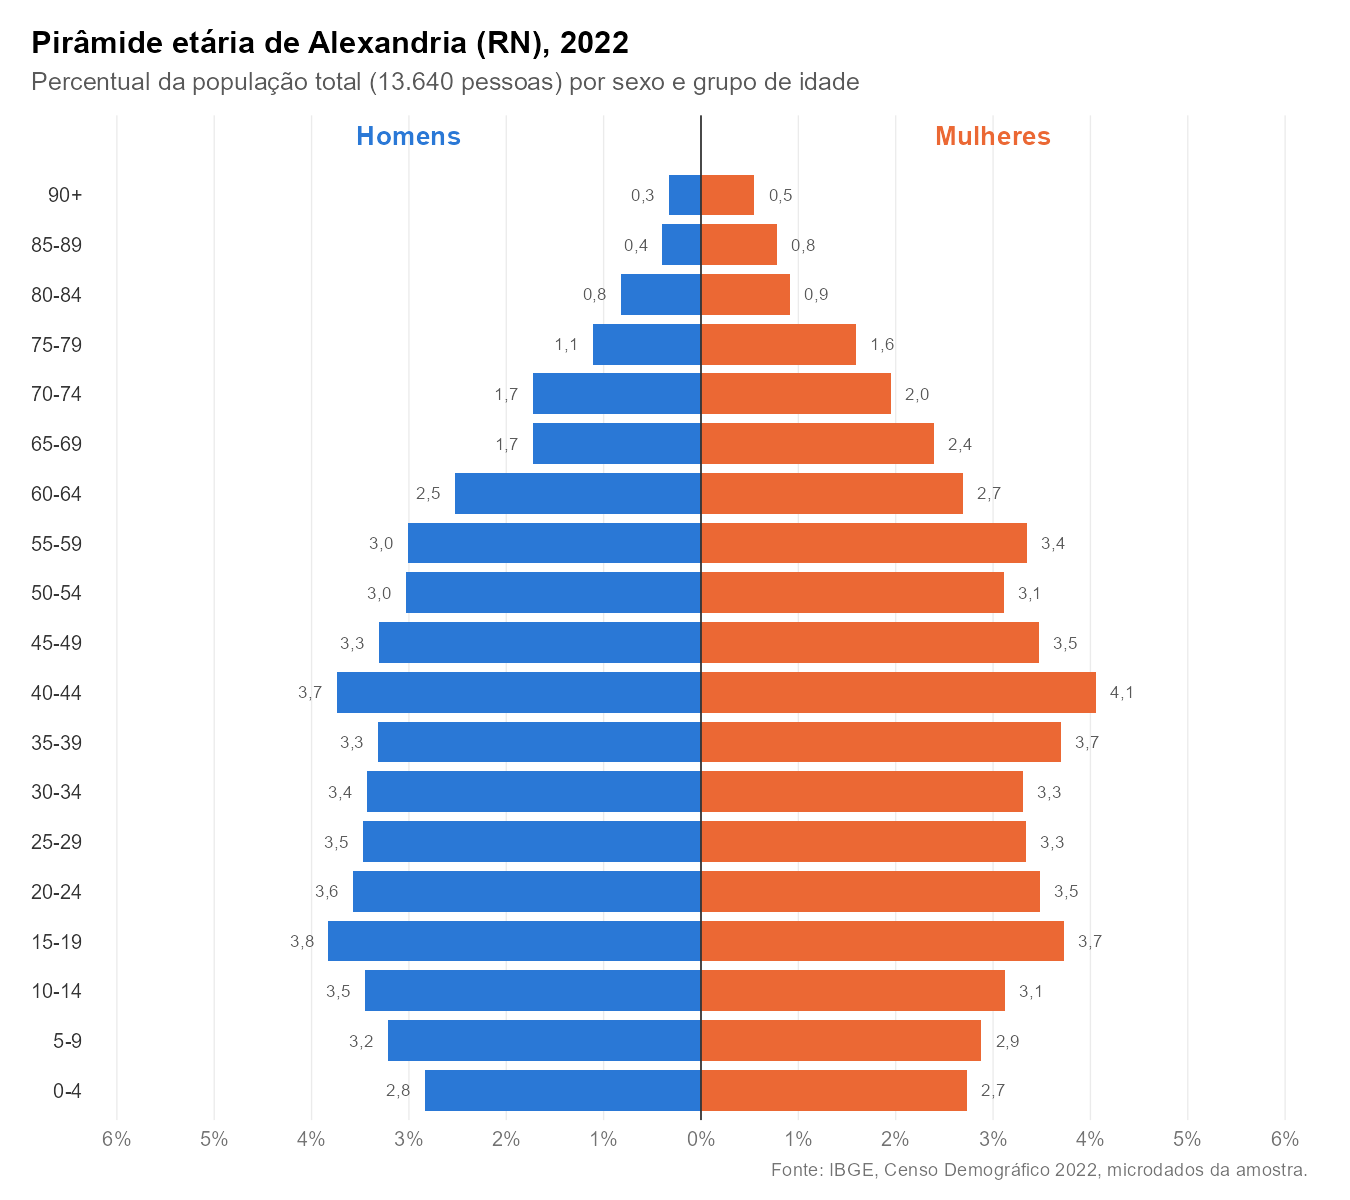 Pirâmide etária de Alexandria (RN), 2022
Percentual da população total (13.640 pessoas) por sexo e grupo de idade
Homens Mulheres
90+ 0,3 0,5
85-89 0,4 0,8
80-84 0,8 0,9
75-79 1,1 1,6
70-74 1,7 2,0
65-69 1,7 2,4
60-64 2,5 2,7
55-59 3,0 3,4
50-54 3,0 3,1
45-49 3,3 3,5
40-44 3,7 4,1
35-39 3,3 3,7
30-34 3,4 3,3
25-29 3,5 3,3
20-24 3,6 3,5
15-19 3,8 3,7
10-14 3,5 3,1
5-9 3,2 2,9
0-4 2,8 2,7
6% 5% 4% 3% 2% 1% 0% 1% 2% 3% 4% 5% 6%
Fonte: IBGE, Censo Demográfico 2022, microdados da amostra.